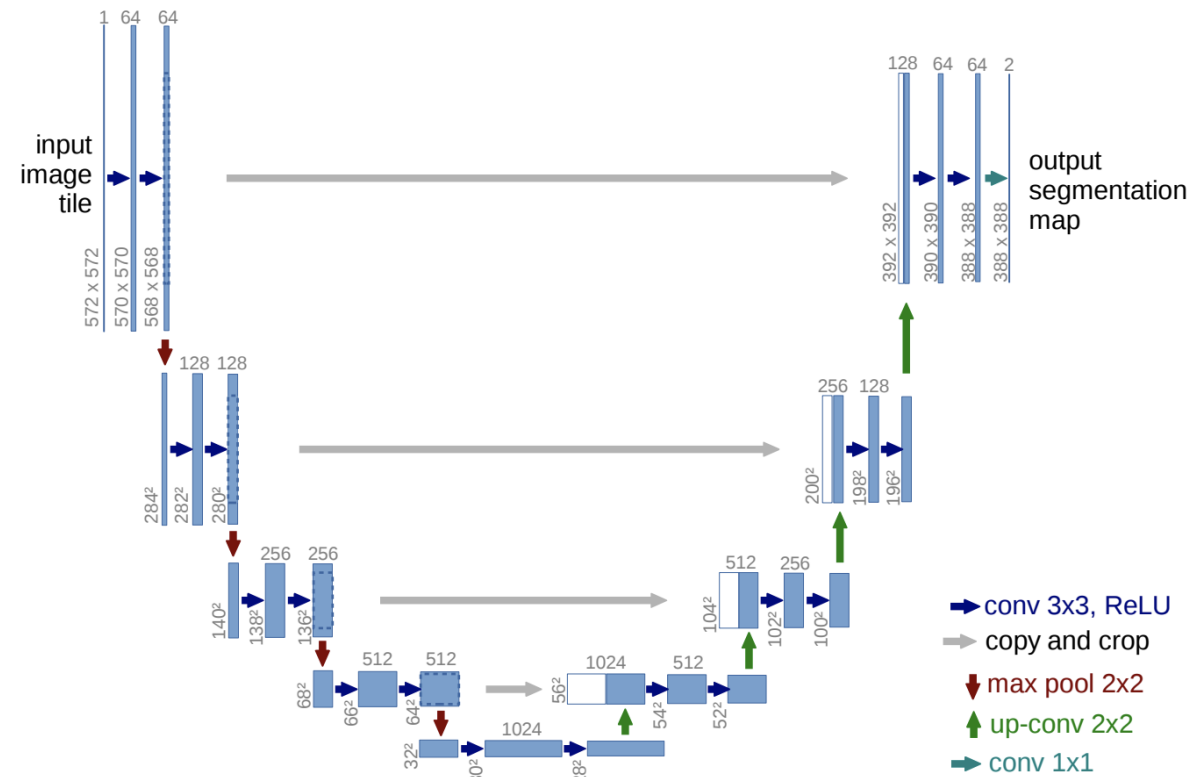 1 64 64
128
64 64 2
input
image
tile
output
segmentation
map
572 x 572
570 x 570
568 x 568
392 x 392
390 x 390
388 x 388
388 x 388
128 128
256 128
284²
282²
280²
200²
198²
196²
256 256
512 256
140²
138²
136²
104²
102²
100²
conv 3x3, ReLU
copy and crop
max pool 2x2
up-conv 2x2
conv 1x1
512 512
1024 512
68²
66²
64²
56²
54²
52²
1024
32²